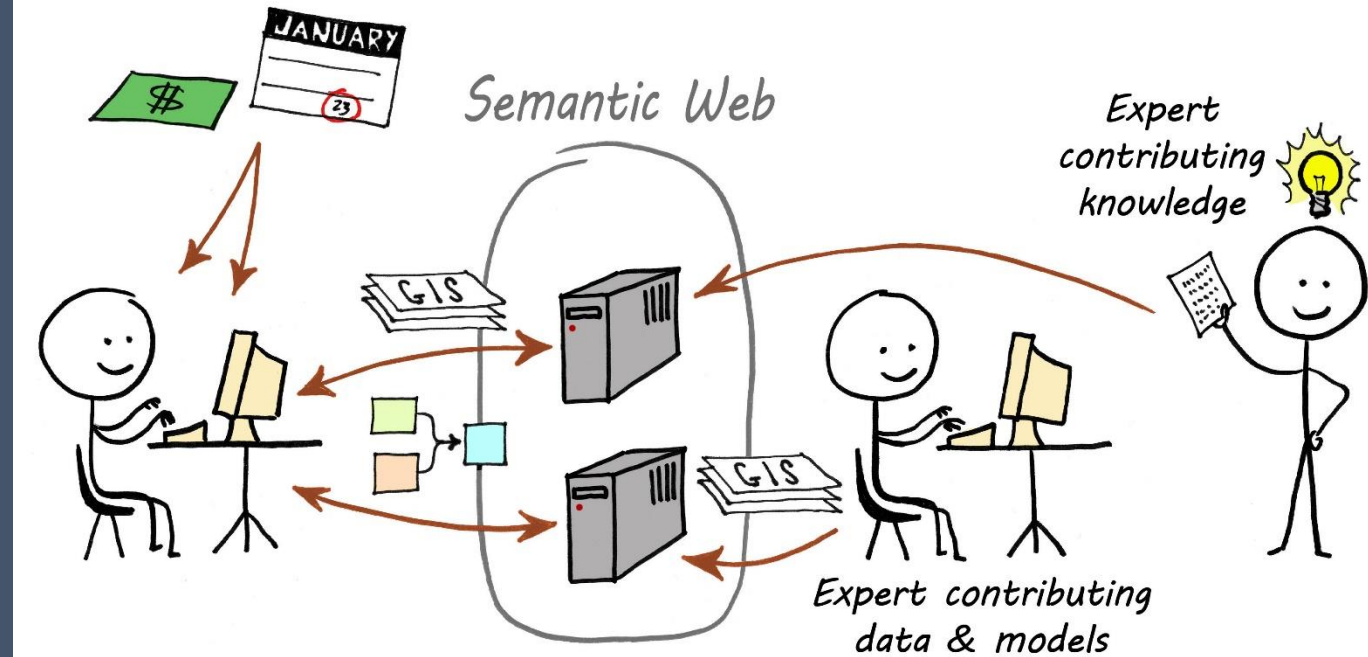 JANUARY
23
$
Semantic Web
Expert
contributing
knowledge
GIS
GIS
Expert contributing
data & models